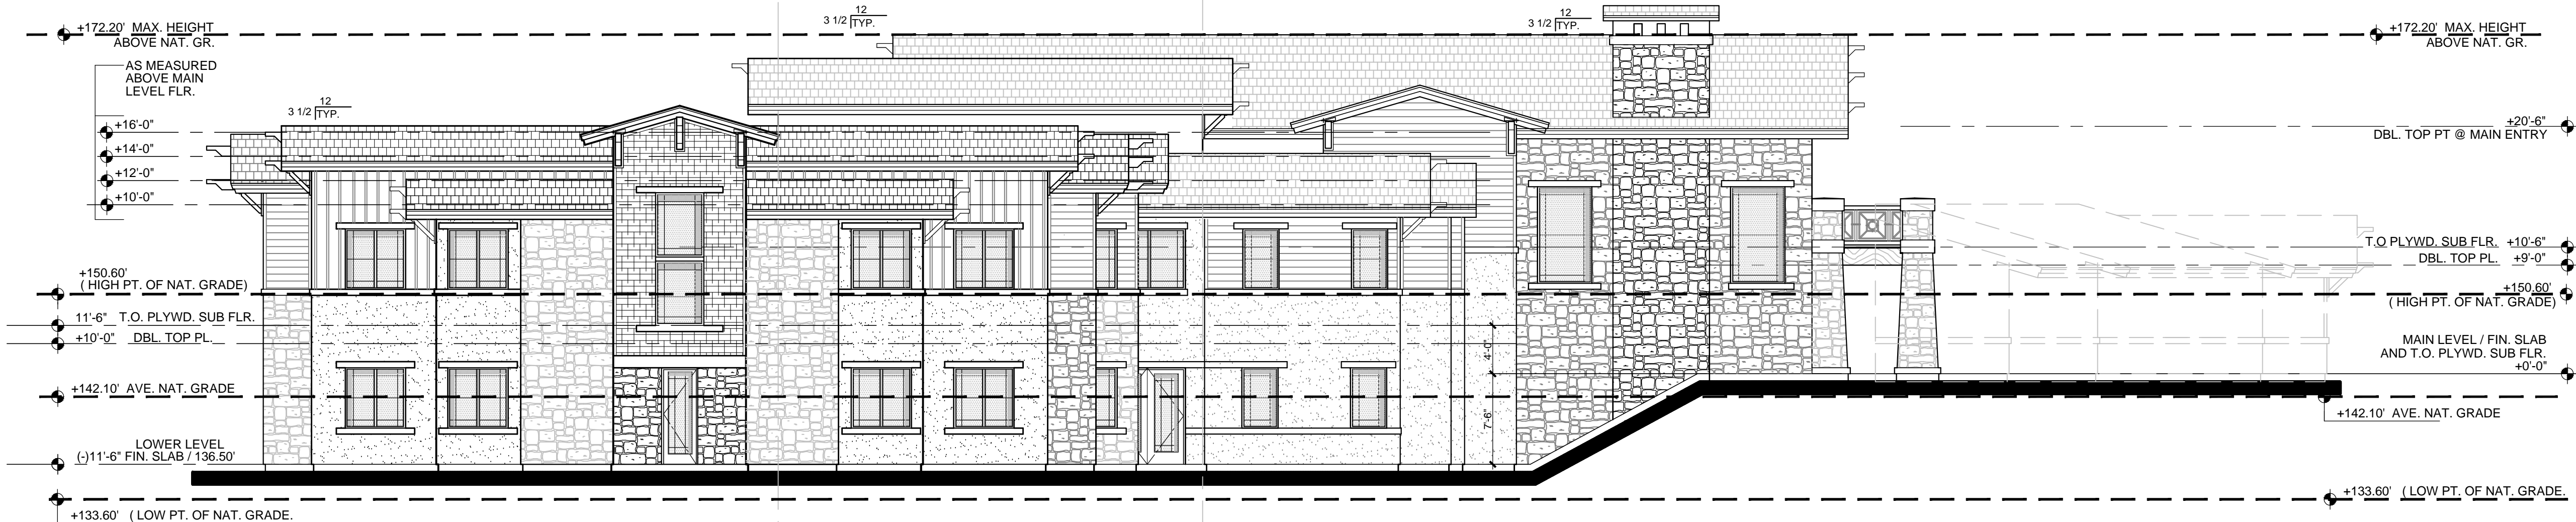 +172.20' MAX. HEIGHT
ABOVE NAT. GR.
AS MEASURED
ABOVE MAIN
LEVEL FLR.
+16'-0"
+14'-0"
+12'-0"
+10'-0"
+150.60'
( HIGH PT. OF NAT. GRADE)
11'-6" T.O. PLYWD. SUB FLR.
+10'-0" DBL. TOP PL.
+142.10' AVE. NAT. GRADE
LOWER LEVEL
(-)11'-6" FIN. SLAB / 136.50'
+133.60' ( LOW PT. OF NAT. GRADE.
12
3 1/2 TYP.
12
3 1/2 TYP.
12
3 1/2 TYP.
4'-0"
7'-6"
+172.20' MAX. HEIGHT
ABOVE NAT. GR.
+20'-6"
DBL. TOP PT @ MAIN ENTRY
T.O PLYWD. SUB FLR. +10'-6"
DBL. TOP PL. +9'-0"
+150.60'
( HIGH PT. OF NAT. GRADE)
MAIN LEVEL / FIN. SLAB
AND T.O. PLYWD. SUB FLR.
+0'-0"
+142.10' AVE. NAT. GRADE
+133.60' ( LOW PT. OF NAT. GRADE.